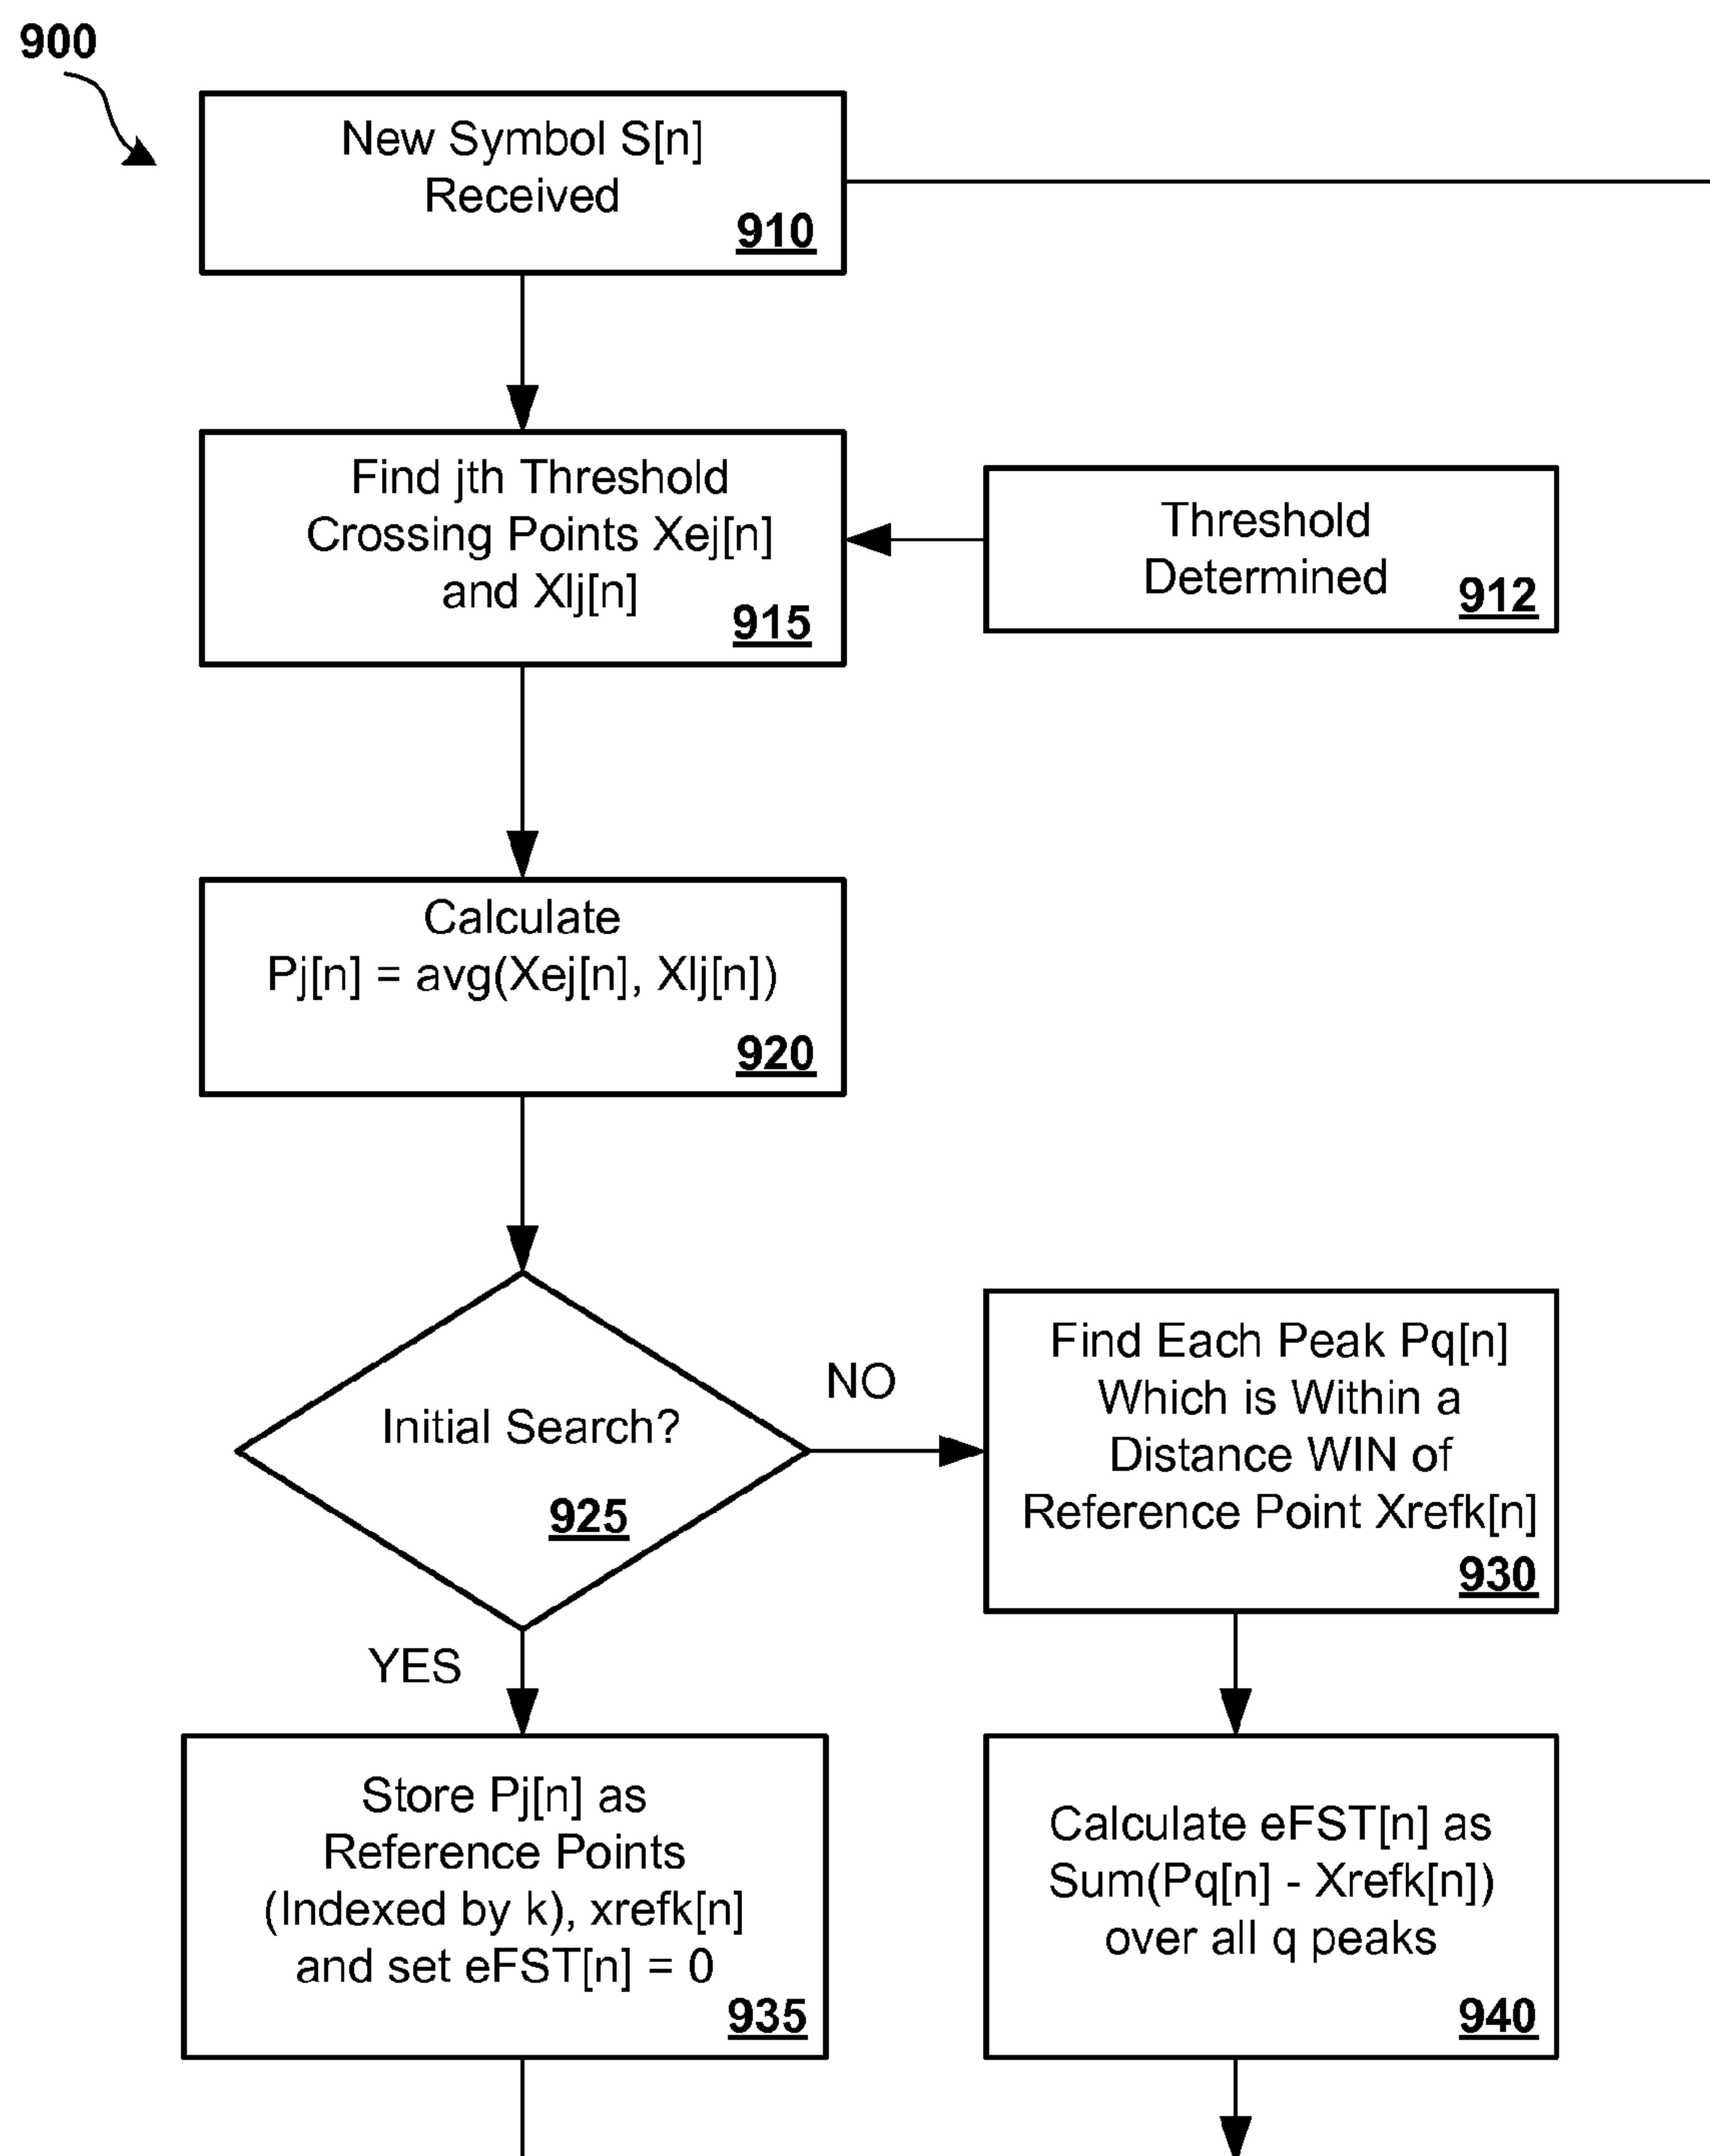 900
New Symbol S[n]
Received
910
Find jth Threshold
Crossing Points Xej[n]
and Xlj[n]
915
Threshold
Determined
912
Calculate
Pj[n] = avg(Xej[n], Xlj[n])
920
Initial Search?
925
NO
Find Each Peak Pq[n]
Which is Within a
Distance WIN of
Reference Point Xrefk[n]
930
YES
Store Pj[n] as
Reference Points
(Indexed by k), xrefk[n]
and set eFST[n] = 0
935
Calculate eFST[n] as
Sum(Pq[n] - Xrefk[n])
over all q peaks
940